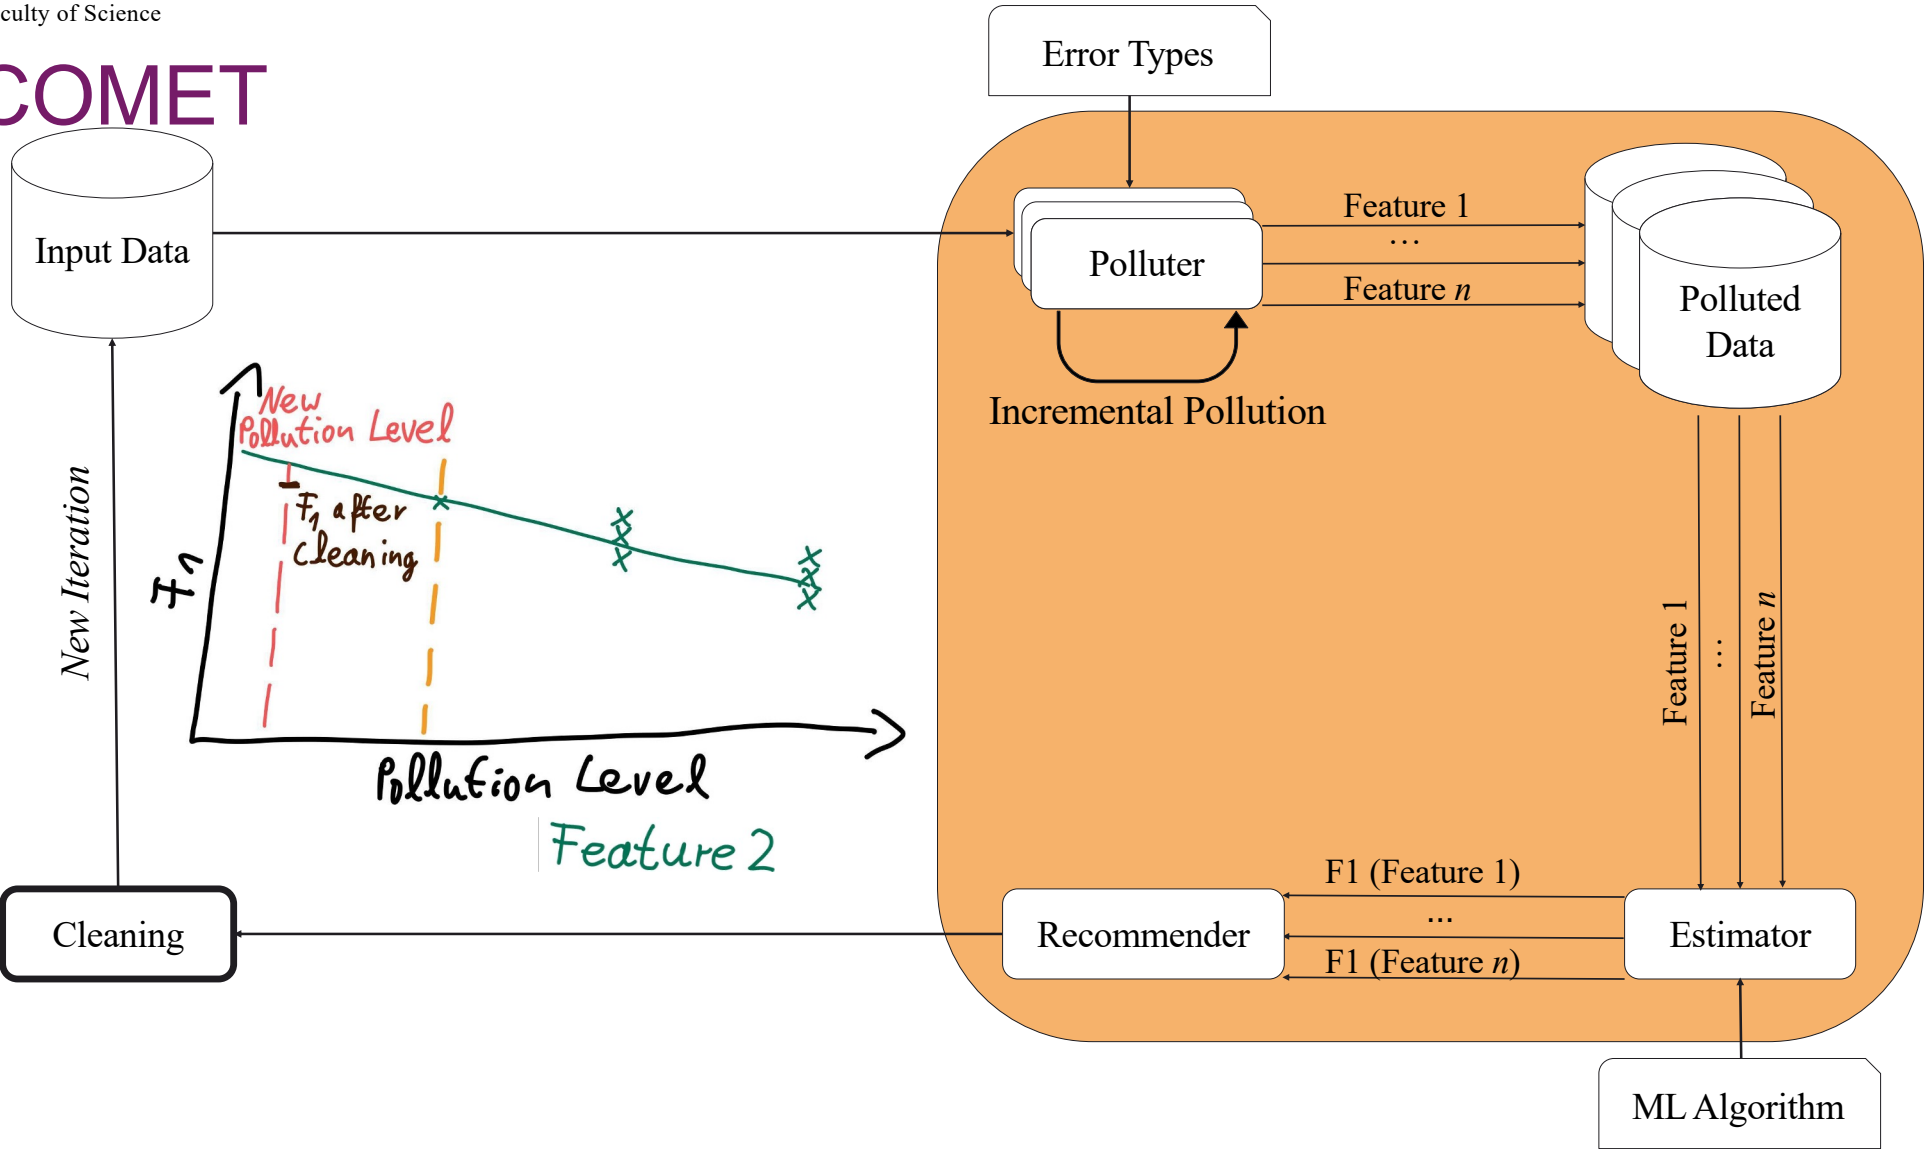 culty of Science
COMET
Error Types
Input Data
Polluter
Feature 1
...
Feature n
Polluted
Data
Incremental Pollution
New Iteration
New
Pollution Level
F1 after
Cleaning
F1
Pollution Level
Feature 2
Feature 1
...
Feature n
Cleaning
Recommender
F1 (Feature 1)
...
F1 (Feature n)
Estimator
ML Algorithm